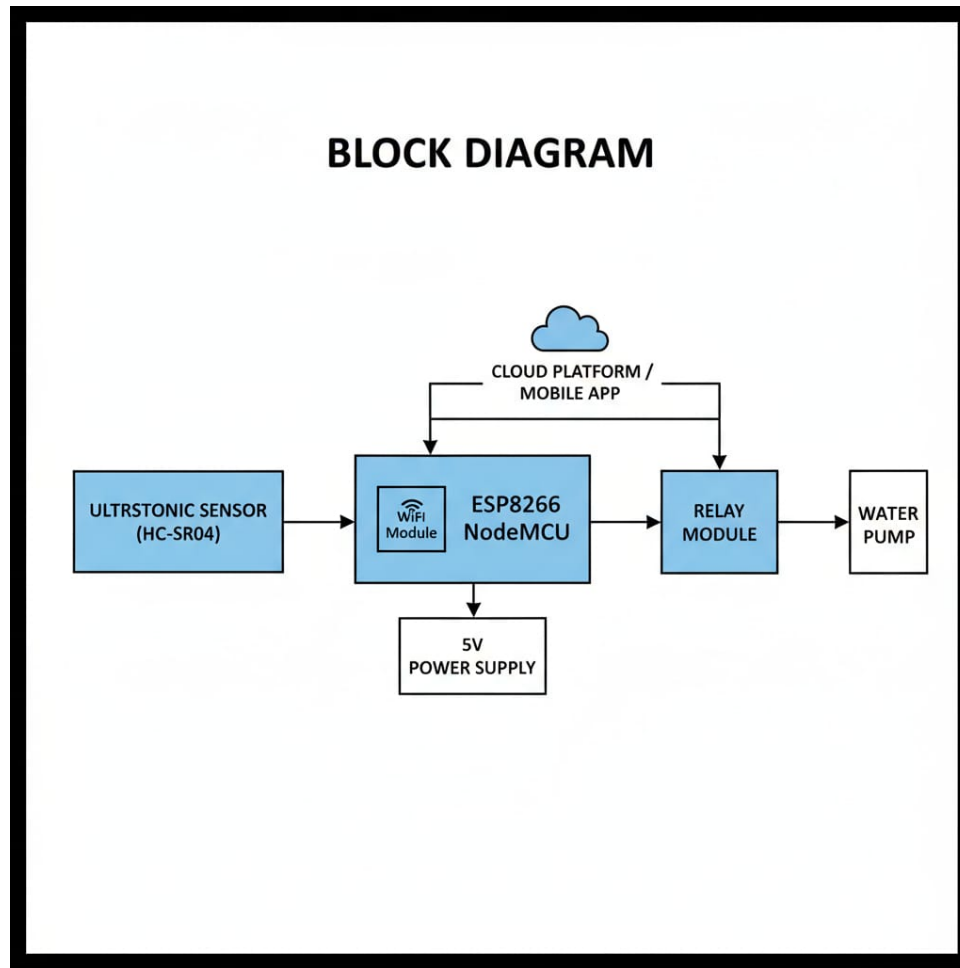 BLOCK DIAGRAM
CLOUD PLATFORM /
MOBILE APP
ULTRSTONIC SENSOR
(HC-SR04)
WiFI
Module
ESP8266
NodeMCU
RELAY
MODULE
WATER
PUMP
5V
POWER SUPPLY